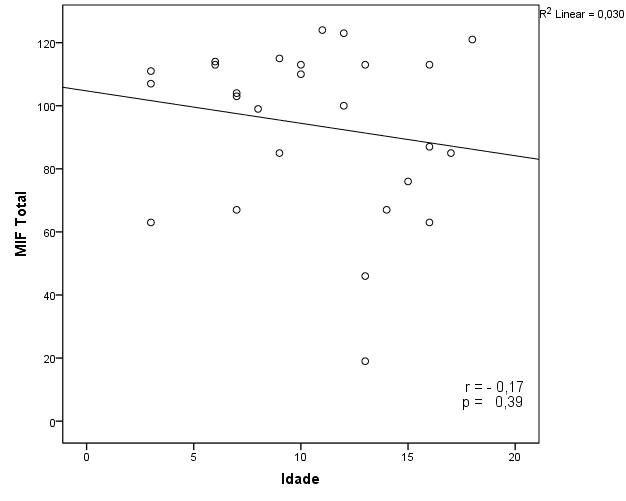 R² Linear = 0,030
120
100
80
60
40
20
0
MIF Total
r = - 0,17
p = 0,39
0 5 10 15 20
Idade